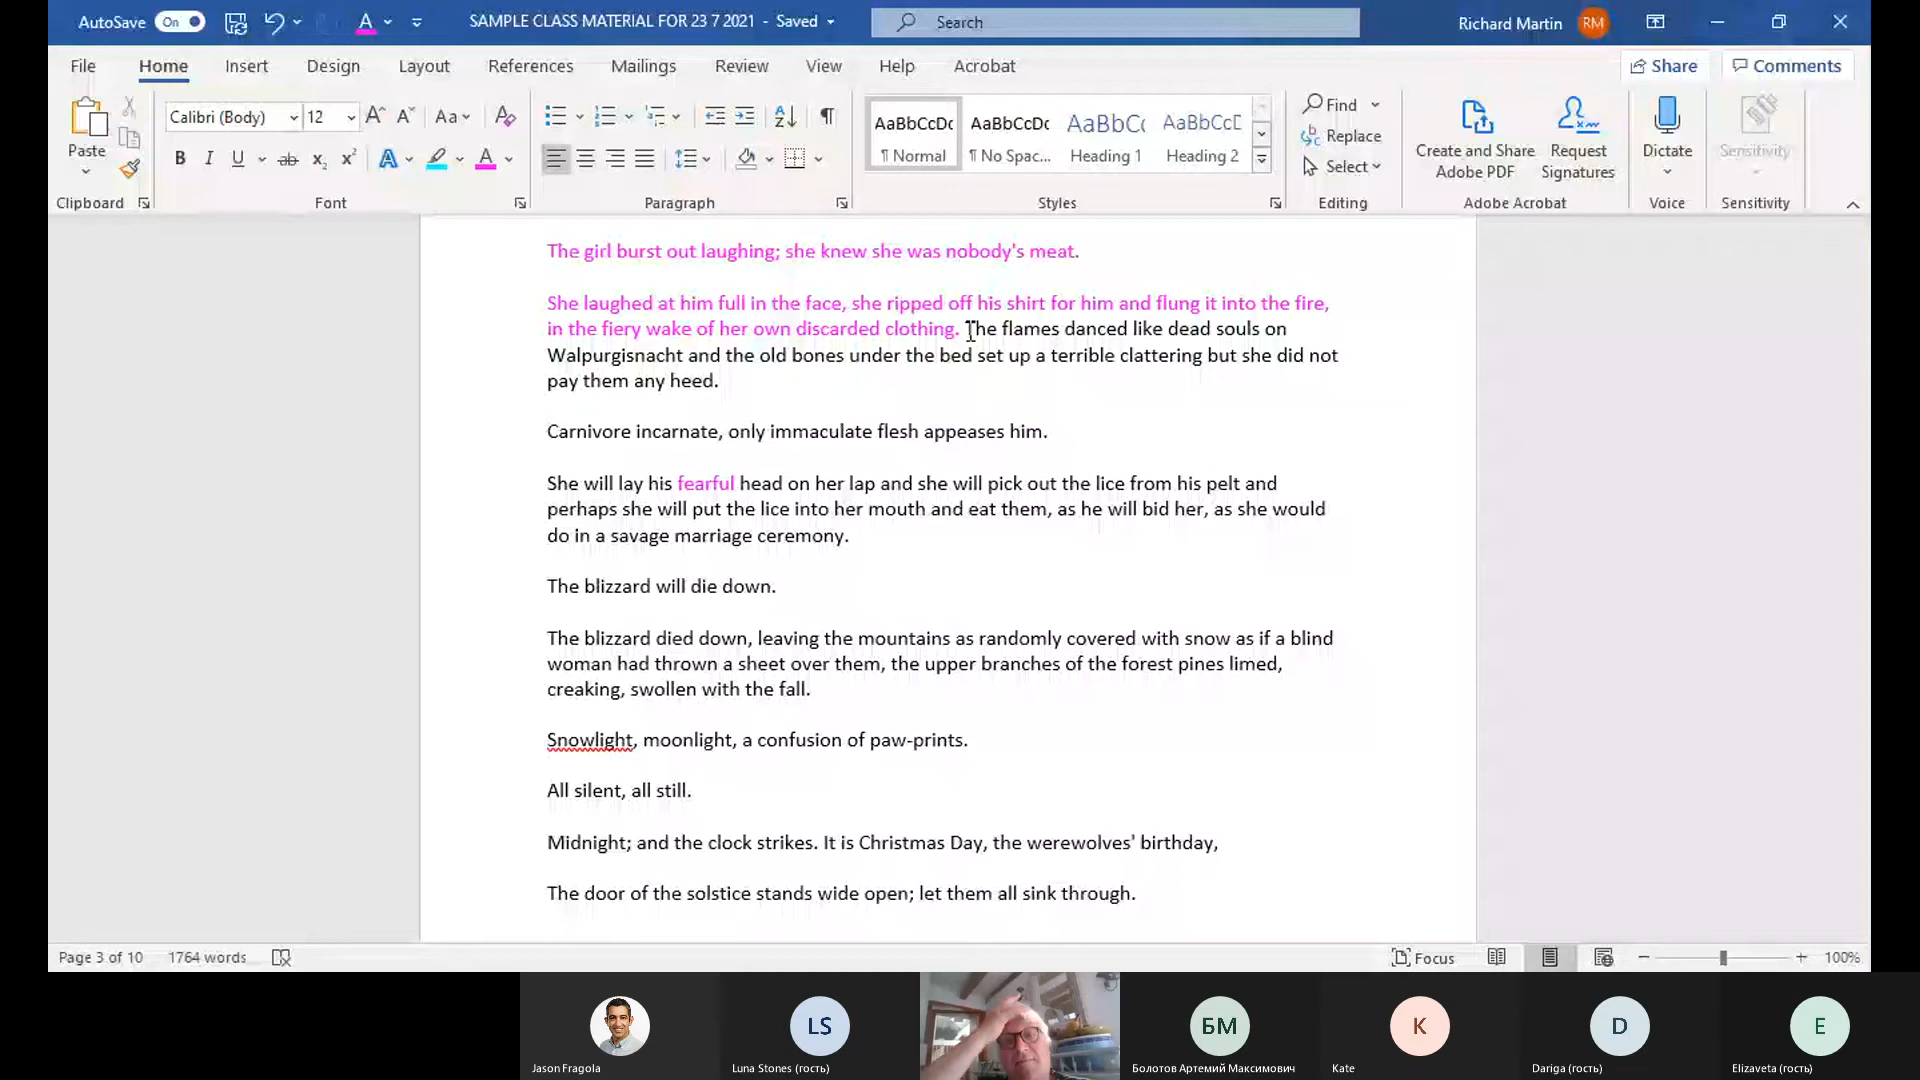 AutoSave On SAMPLE CLASS MATERIAL FOR 23 7 2021 - Saved Search Richard Martin RM
File Home Insert Design Layout References Mailings Review View Help Acrobat Share Comments
Paste
Clipboard
Calibri (Body) 12 Aa
B I U ab x₂ x² A A
Font
Paragraph
AaBbCcDc AaBbCcDc AaBbCc AaBbCcD
¶ Normal ¶ No Spac... Heading 1 Heading 2
Styles
Find
Replace
Select
Editing
Create and Share
Adobe PDF
Request
Signatures
Adobe Acrobat
Dictate
Voice
Sensitivity
Sensitivity
The girl burst out laughing; she knew she was nobody's meat.
She laughed at him full in the face, she ripped off his shirt for him and flung it into the fire,
in the fiery wake of her own discarded clothing. The flames danced like dead souls on
Walpurgisnacht and the old bones under the bed set up a terrible clattering but she did not
pay them any heed.
Carnivore incarnate, only immaculate flesh appeases him.
She will lay his fearful head on her lap and she will pick out the lice from his pelt and
perhaps she will put the lice into her mouth and eat them, as he will bid her, as she would
do in a savage marriage ceremony.
The blizzard will die down.
The blizzard died down, leaving the mountains as randomly covered with snow as if a blind
woman had thrown a sheet over them, the upper branches of the forest pines limed,
creaking, swollen with the fall.
Snowlight, moonlight, a confusion of paw-prints.
All silent, all still.
Midnight; and the clock strikes. It is Christmas Day, the werewolves' birthday,
The door of the solstice stands wide open; let them all sink through.
Page 3 of 10 1764 words Focus 100%
LS БМ K D E
Jason Fragola Luna Stones (гость) Болотов Артемий Максимович Kate Dariga (гость) Elizaveta (гость)